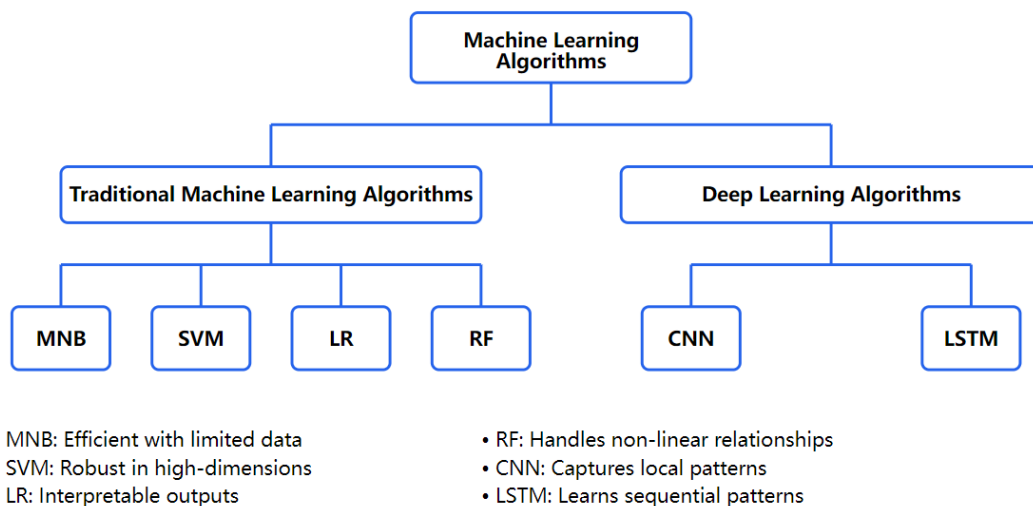 Machine Learning
Algorithms
Traditional Machine Learning Algorithms
Deep Learning Algorithms
MNB
SVM
LR
RF
CNN
LSTM
MNB: Efficient with limited data
SVM: Robust in high-dimensions
LR: Interpretable outputs
• RF: Handles non-linear relationships
• CNN: Captures local patterns
• LSTM: Learns sequential patterns